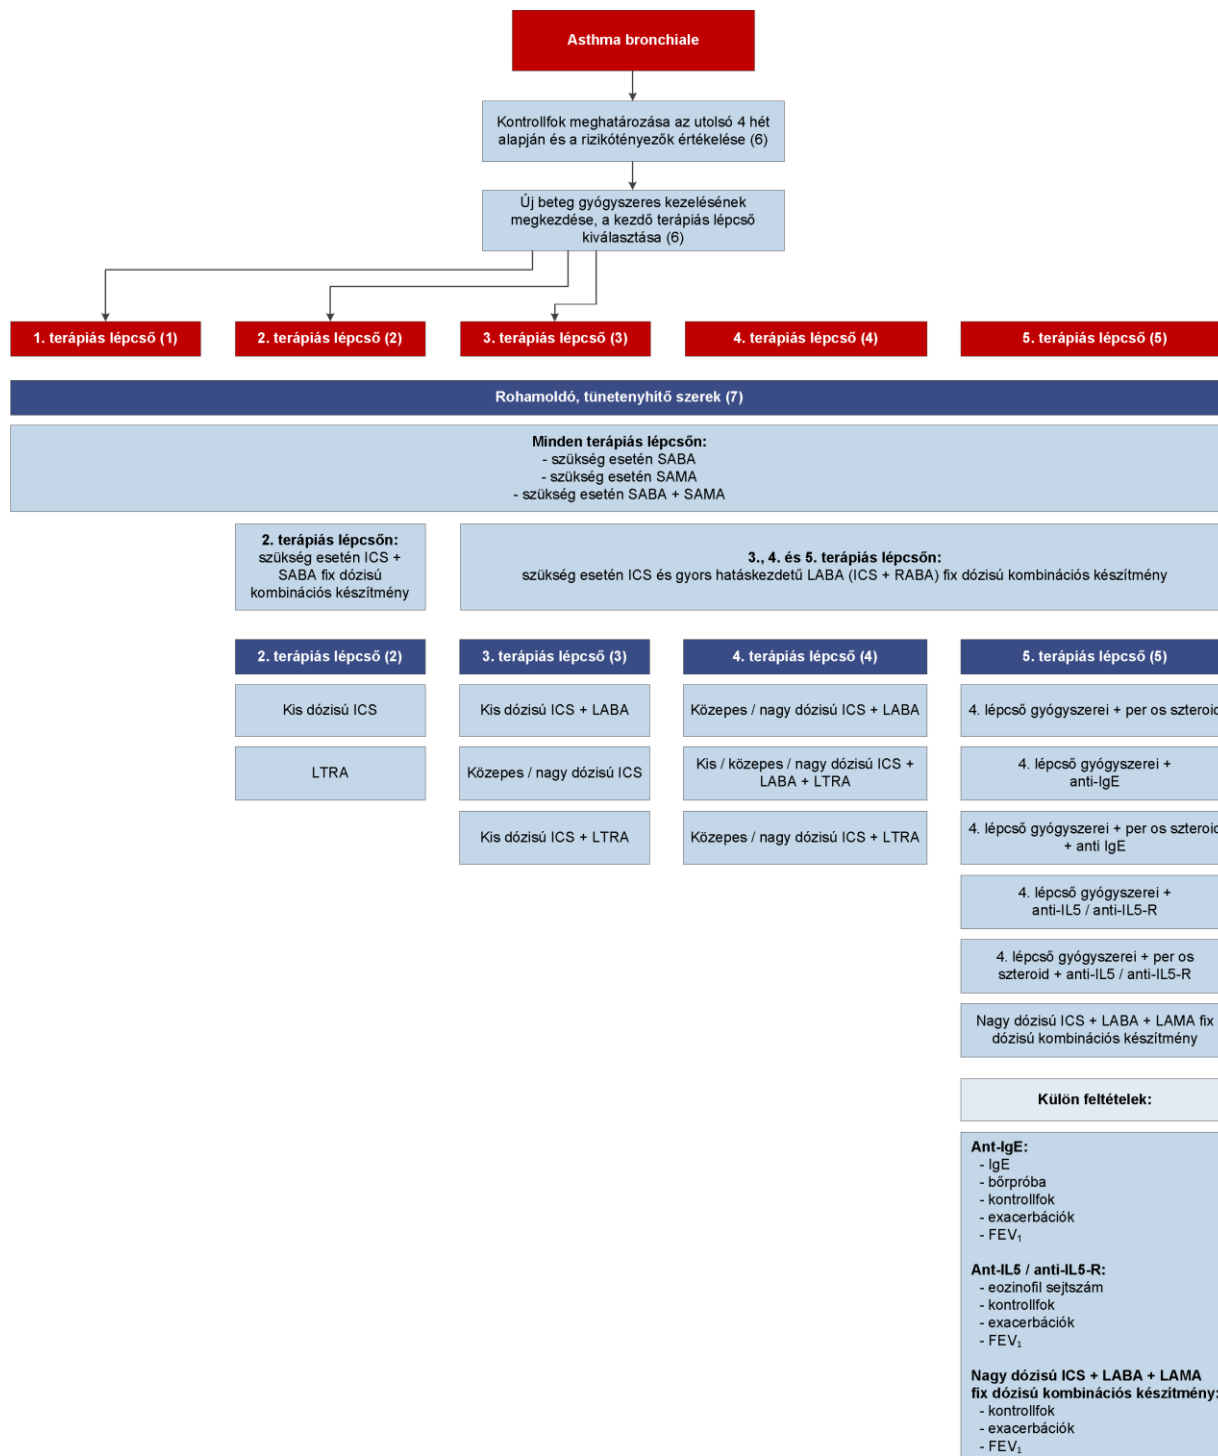 Asthma bronchiale
Kontrollfok meghatározása az utolsó 4 hét
alapján és a rizikótényezők értékelése (6)
Új beteg gyógyszeres kezelésének
megkezdése, a kezdő terápiás lépcső
kiválasztása (6)
1. terápiás lépcső (1)
2. terápiás lépcső (2)
3. terápiás lépcső (3)
4. terápiás lépcső (4)
5. terápiás lépcső (5)
Rohamoldó, tünetenyhítő szerek (7)
Minden terápiás lépcsőn:
- szükség esetén SABA
- szükség esetén SAMA
- szükség esetén SABA + SAMA
2. terápiás lépcsőn:
szükség esetén ICS +
SABA fix dózisú
kombinációs készítmény
3., 4. és 5. terápiás lépcsőn:
szükség esetén ICS és gyors hatáskezdetű LABA (ICS + RABA) fix dózisú kombinációs készítmény
2. terápiás lépcső (2)
3. terápiás lépcső (3)
4. terápiás lépcső (4)
5. terápiás lépcső (5)
Kis dózisú ICS
Kis dózisú ICS + LABA
Közepes / nagy dózisú ICS + LABA
4. lépcső gyógyszerei + per os szteroid
LTRA
Közepes / nagy dózisú ICS
Kis / közepes / nagy dózisú ICS +
LABA + LTRA
4. lépcső gyógyszerei +
anti-IgE
Kis dózisú ICS + LTRA
Közepes / nagy dózisú ICS + LTRA
4. lépcső gyógyszerei + per os szteroid
+ anti IgE
4. lépcső gyógyszerei +
anti-IL5 / anti-IL5-R
4. lépcső gyógyszerei + per os
szteroid + anti-IL5 / anti-IL5-R
Nagy dózisú ICS + LABA + LAMA fix
dózisú kombinációs készítmény
Külön feltételek:
Ant-IgE:
- IgE
- bőrpróba
- kontrollfok
- exacerbációk
- FEV₁
Ant-IL5 / anti-IL5-R:
- eozinofil sejtszám
- kontrollfok
- exacerbációk
- FEV₁
Nagy dózisú ICS + LABA + LAMA
fix dózisú kombinációs készítmény:
- kontrollfok
- exacerbációk
- FEV₁